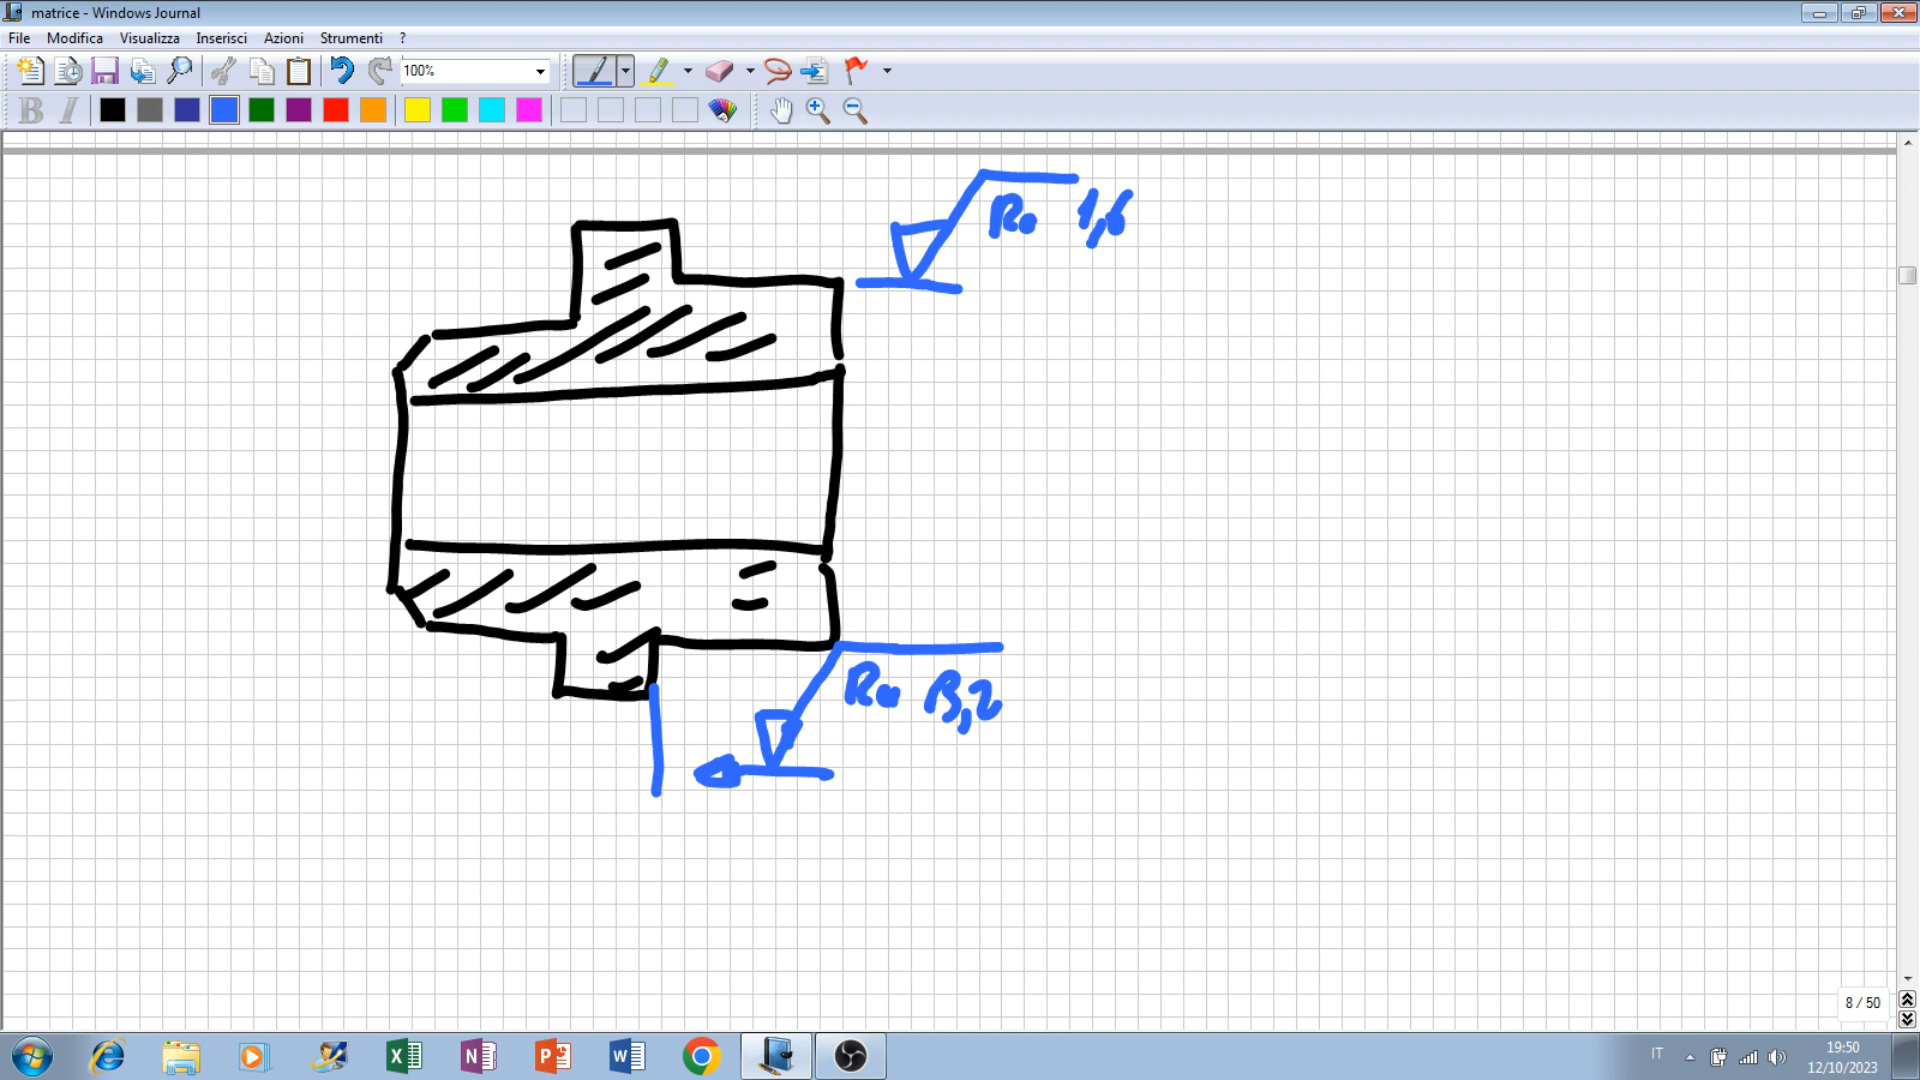 matrice - Windows Journal
File Modifica Visualizza Inserisci Azioni Strumenti ?
100%
B I
Ra 1,6
Ra 3,2
8 / 50
IT
19:50
12/10/2023